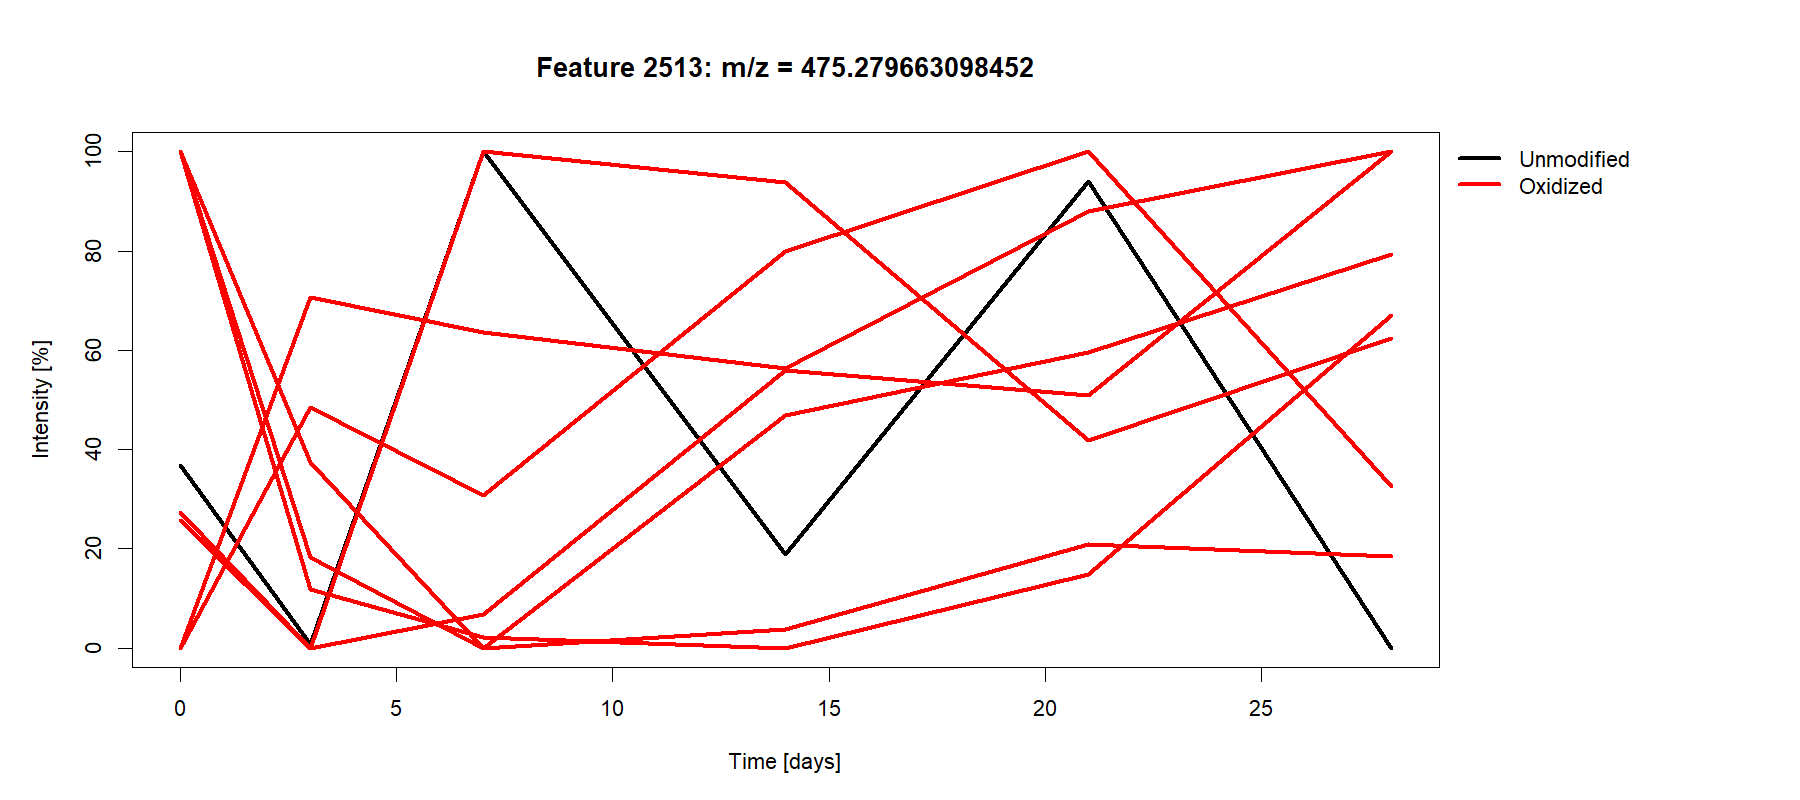 Feature 2513: m/z = 475.279663098452
Unmodified
Oxidized
Intensity [%]
100
80
60
40
20
0
0 5 10 15 20 25
Time [days]